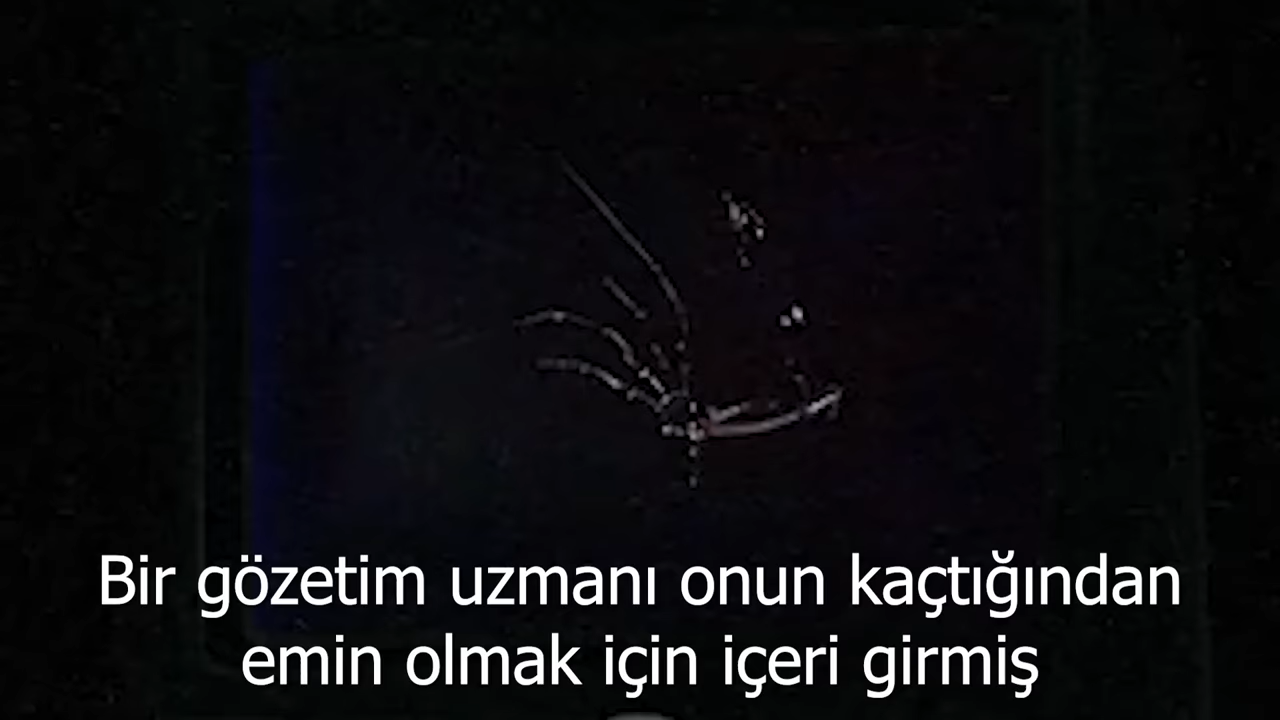 Bir gözetim uzmanı onun kaçtığından
emin olmak için içeri girmiş